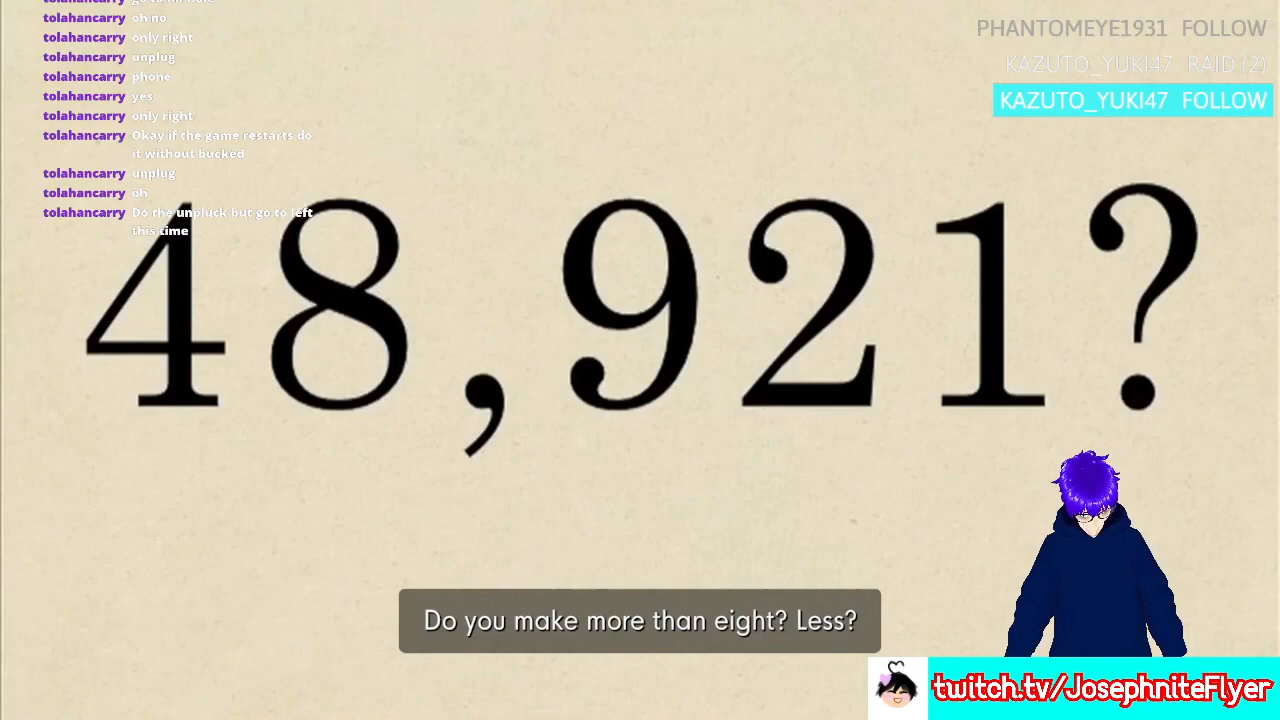 tolahancarry oh no
tolahancarry only right
tolahancarry unplug
tolahancarry phone
tolahancarry yes
tolahancarry only right
tolahancarry Okay if the game restarts do
it without bucked
tolahancarry unplug
tolahancarry oh
tolahancarry Do the unpluck but go to left
this time
PHANTOMEYE1931 FOLLOW
KAZUTO_YUKI47 RAID (2)
KAZUTO_YUKI47 FOLLOW
48,921?
Do you make more than eight? Less?
twitch.tv/JosephniteFlyer